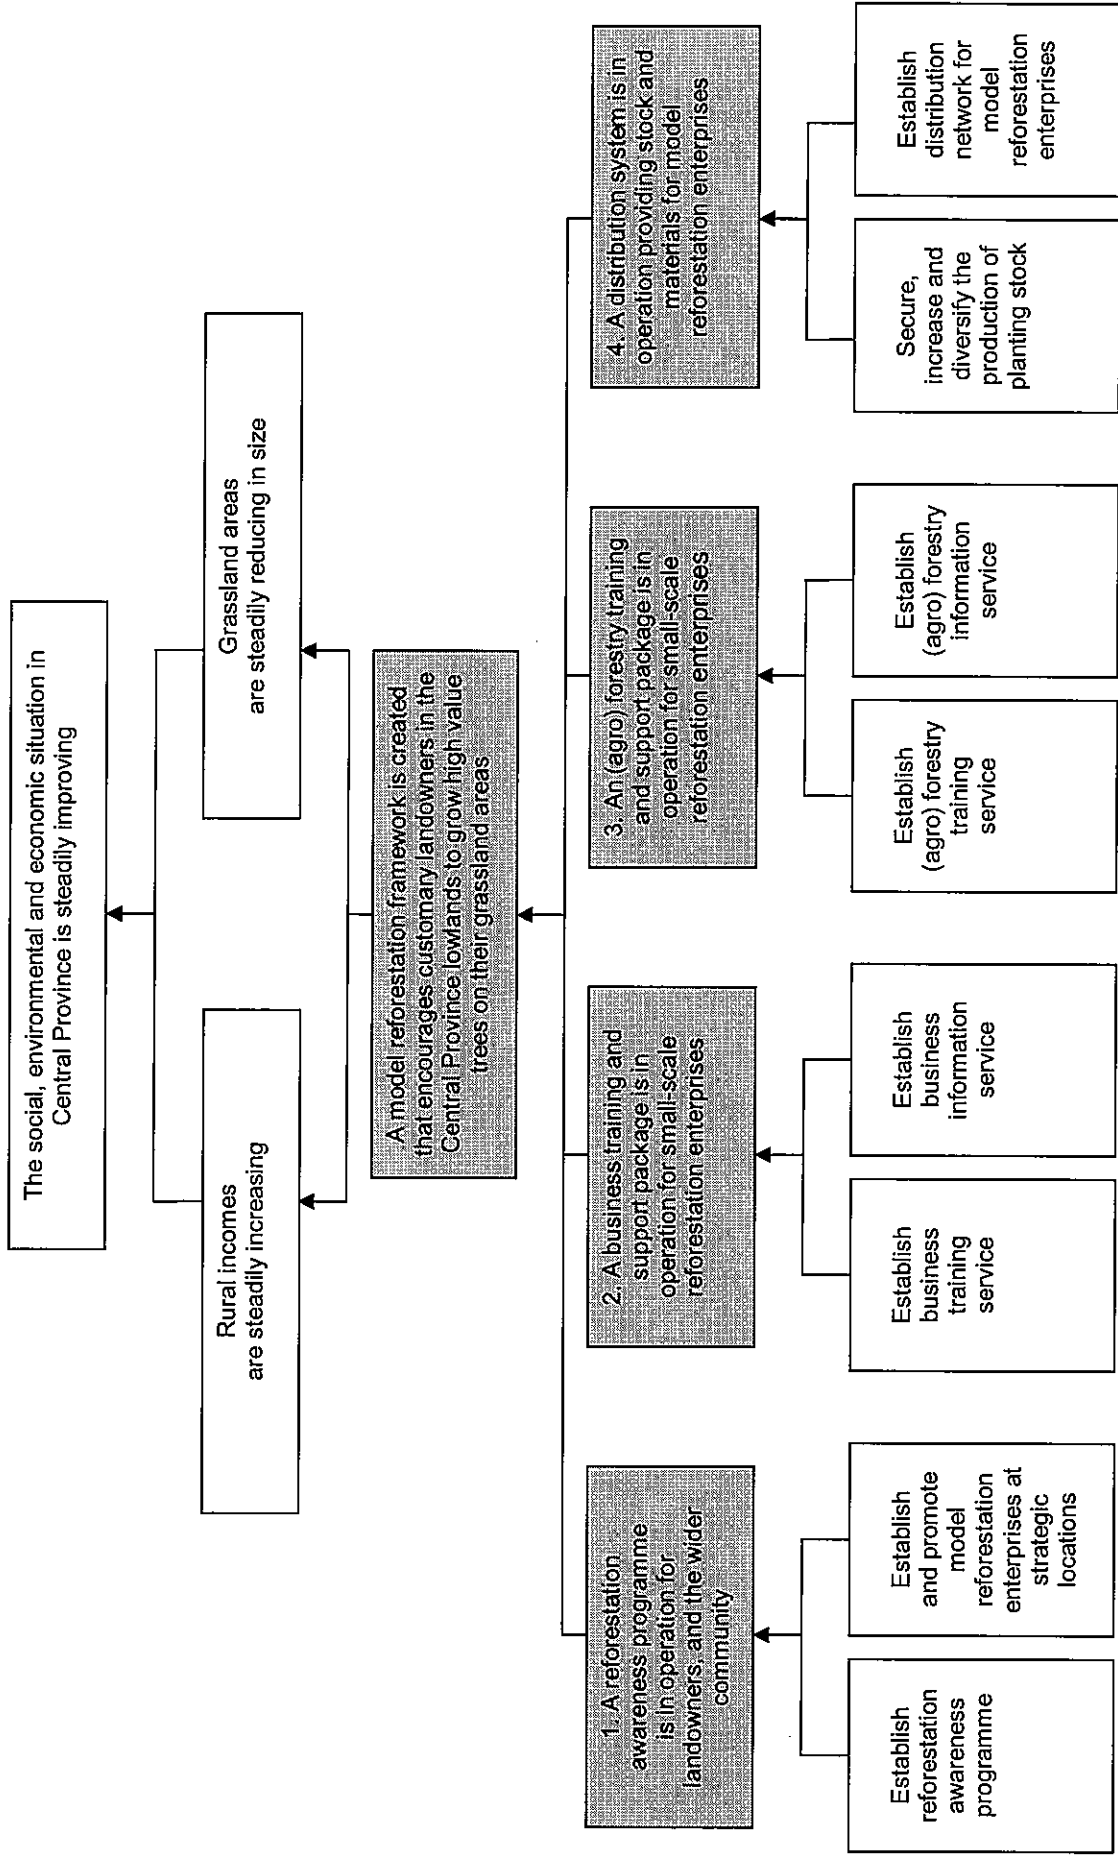 The social, environmental and economic situation in
Central Province is steadily improving
Rural incomes
are steadily increasing
Grassland areas
are steadily reducing in size
A model reforestation framework is created
that encourages customary landowners in the
Central Province lowlands to grow high value
trees on their grassland areas
1. A reforestation
awareness programme
is in operation for
landowners, and the wider
community
2. A business training and
support package is in
operation for small-scale
reforestation enterprises
3. An (agro) forestry training
and support package is in
operation for small-scale
reforestation enterprises
4. A distribution system is in
operation providing stock and
materials for model
reforestation enterprises
Establish
reforestation
awareness
programme
Establish
and promote
model
reforestation
enterprises at
strategic
locations
Establish
business
training
service
Establish
business
information
service
Establish
(agro) forestry
training
service
Establish
(agro) forestry
information
service
Secure,
increase and
diversify the
production of
planting stock
Establish
distribution
network for
model
reforestation
enterprises